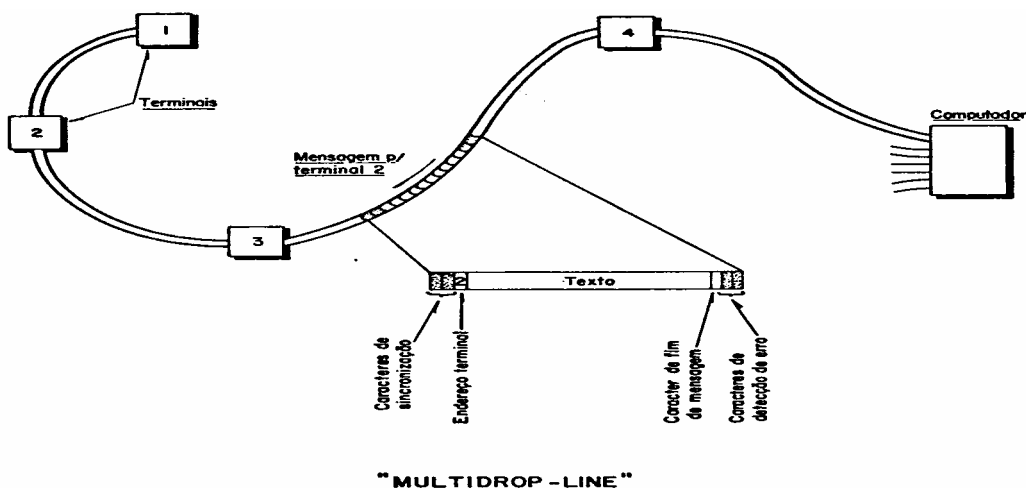 1
4
Terminais
Computador
2
Mensagem p/
terminal 2
3
2
Texto
Caracteres de
sincronização
Endereço terminal
Caracter de fim
de mensagem
Caracteres de
detecção de erro
"MULTIDROP-LINE"